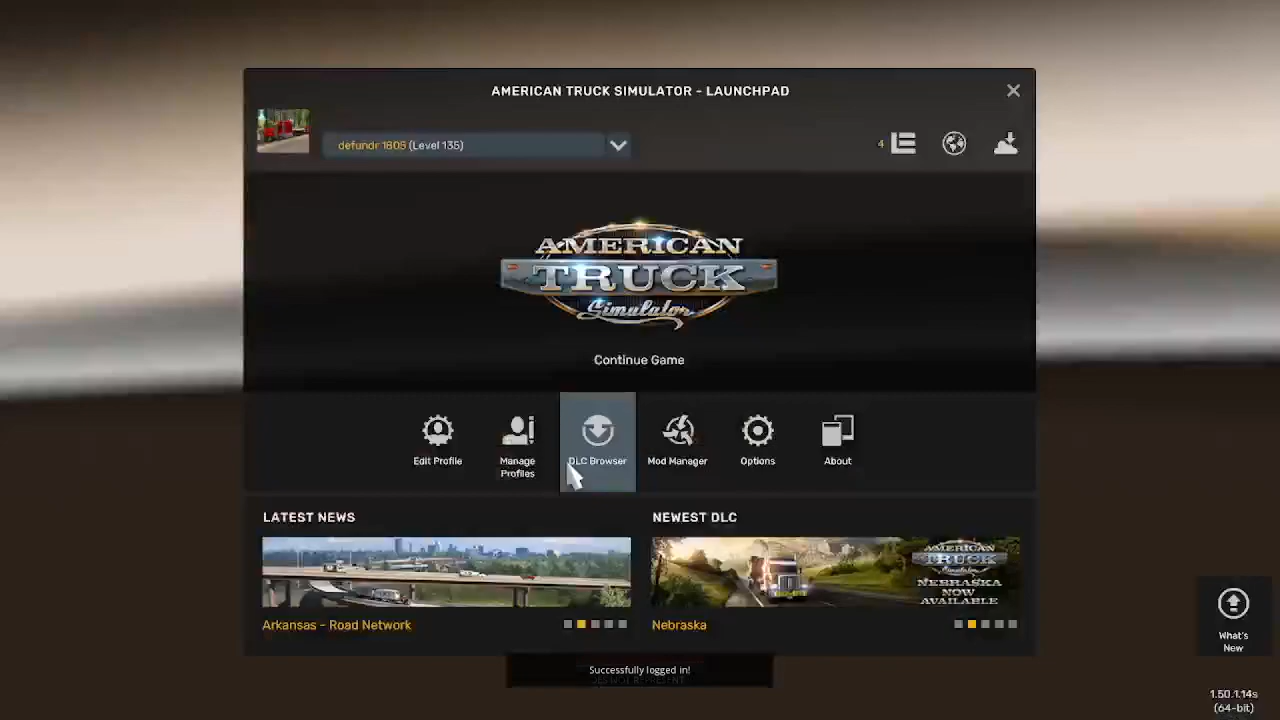 AMERICAN TRUCK SIMULATOR - LAUNCHPAD
defundr 1805 (Level 135)
4
AMERICAN
TRUCK
Simulator
Continue Game
Edit Profile
Manage
Profiles
DLC Browser
Mod Manager
Options
About
LATEST NEWS
NEWEST DLC
AMERICAN
TRUCK
Simulator
NEBRASKA
NOW
AVAILABLE
Arkansas - Road Network
Nebraska
What's
New
Successfully logged in!
1.50.1.14s
(64-bit)